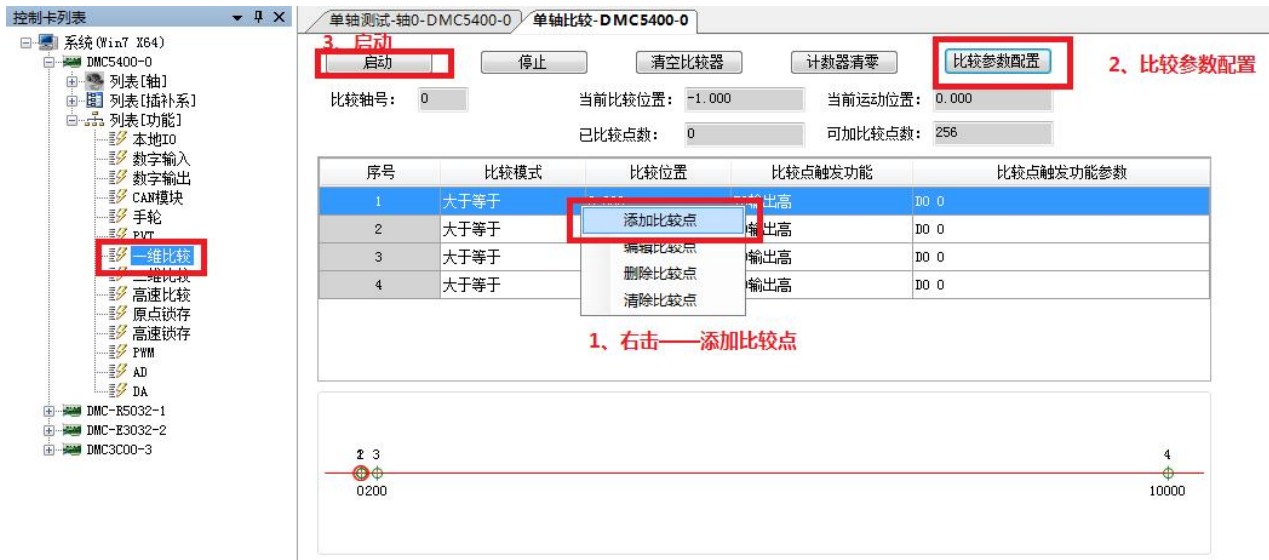 控制卡列表
系统(Win7 X64)
DMC5400-0
列表[轴]
列表[插补系]
列表[功能]
本地IO
数字输入
数字输出
CAN模块
手轮
PVT
一维比较
二维比较
高速比较
原点锁存
高速锁存
PWM
AD
DA
DMC-R5032-1
DMC-E3032-2
DMC3C00-3
单轴测试-轴0-DMC5400-0 单轴比较-DMC5400-0
3、启动
启动 停止 清空比较器 计数器清零 比较参数配置 2、比较参数配置
比较轴号: 0 当前比较位置: -1.000 当前运动位置: 0.000
已比较点数: 0 可加比较点数: 256
序号 比较模式 比较位置 比较点触发功能 比较点触发功能参数
1 大于等于 输出高 DO 0
2 大于等于 输出高 DO 0
3 大于等于 输出高 DO 0
4 大于等于 输出高 DO 0
添加比较点
编辑比较点
删除比较点
清除比较点
1、右击——添加比较点
3 4
0200 10000